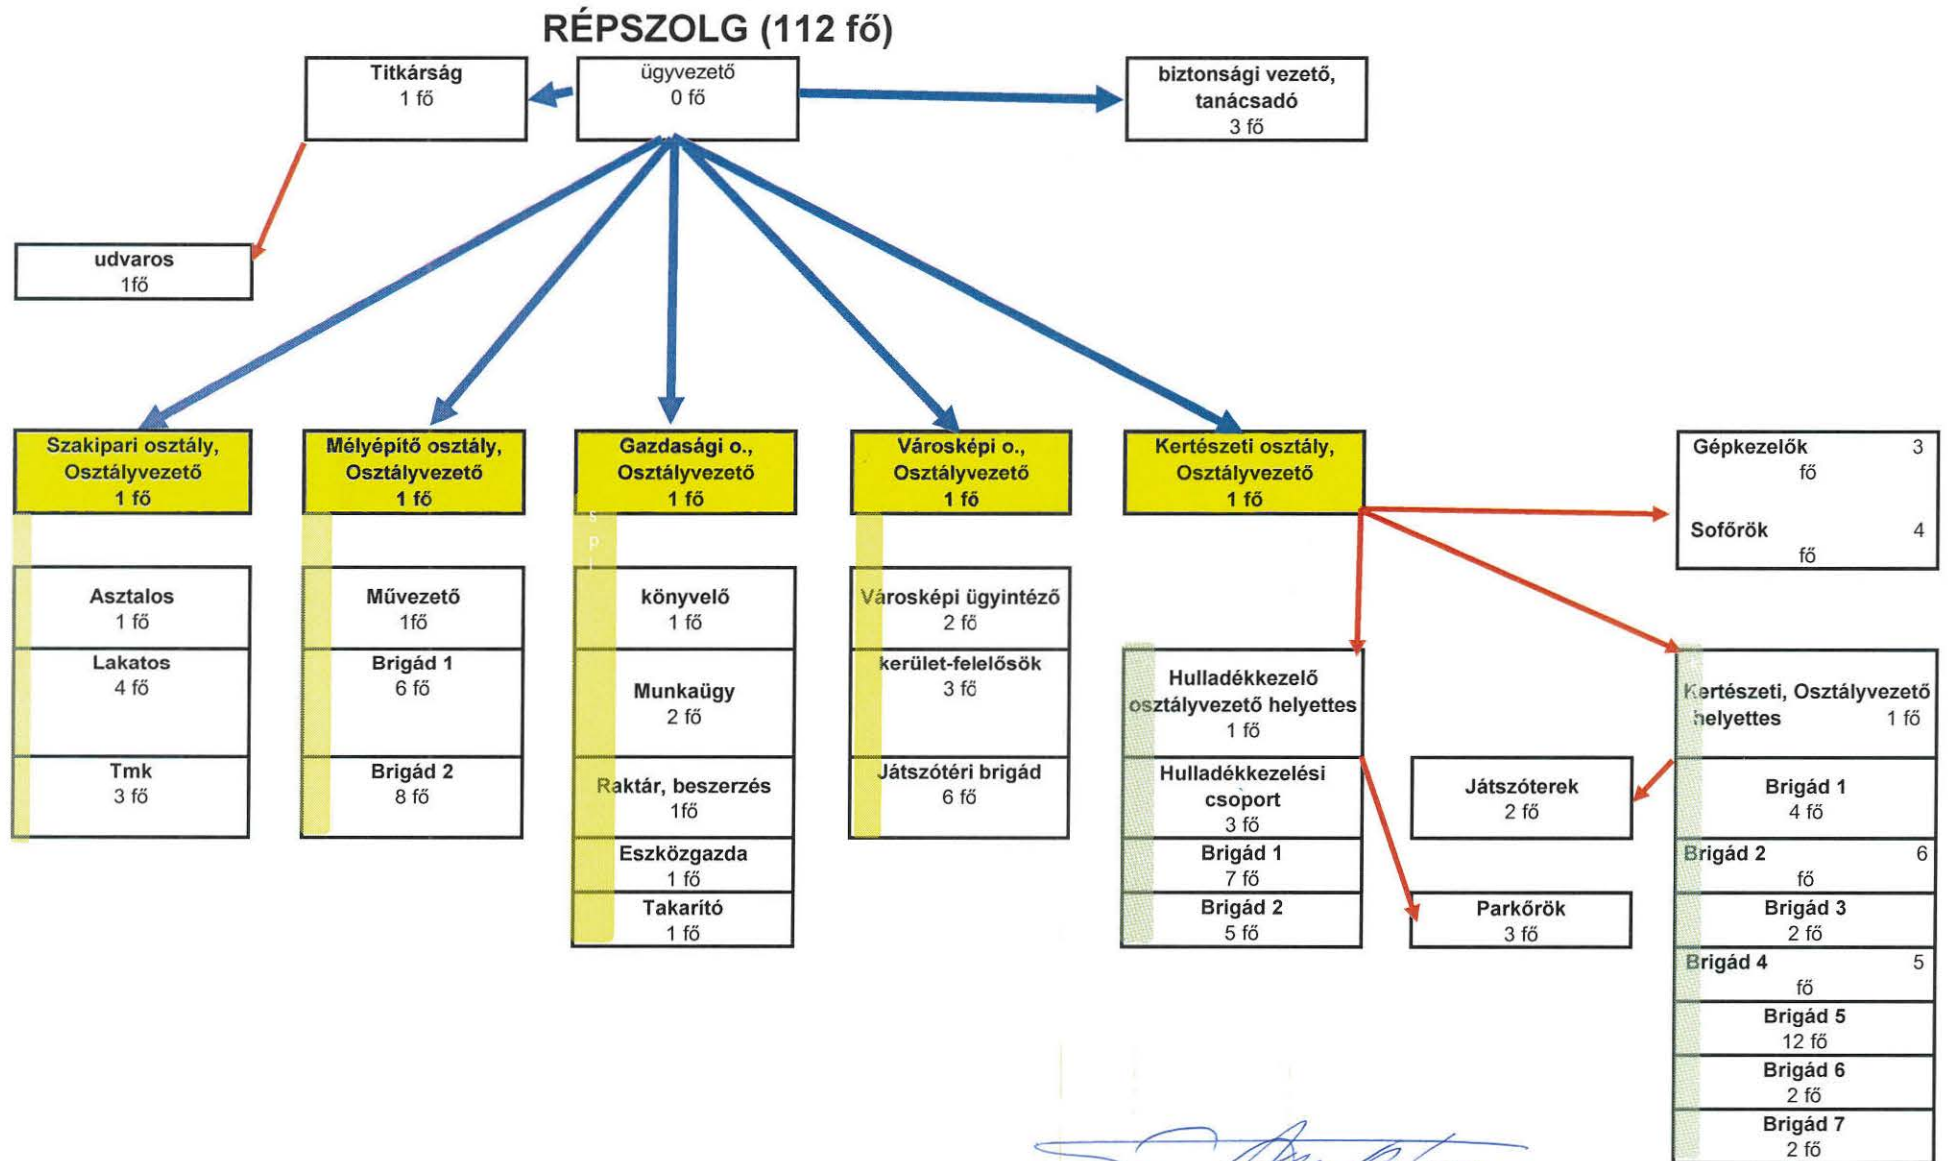 RÉPSZOLG (112 fő)
Titkárság
1 fő
ügyvezető
0 fő
biztonsági vezető,
tanácsadó
3 fő
udvaros
1fő
Szakipari osztály,
Osztályvezető
1 fő
Mélyépítő osztály,
Osztályvezető
1 fő
Gazdasági o.,
Osztályvezető
1 fő
Városképi o.,
Osztályvezető
1 fő
Kertészeti osztály,
Osztályvezető
1 fő
Gépkezelők 3
fő
Sofőrök 4
fő
s
p
i
Asztalos
1 fő
Lakatos
4 fő
Tmk
3 fő
Művezető
1fő
Brigád 1
6 fő
Brigád 2
8 fő
könyvelő
1 fő
Munkaügy
2 fő
Raktár, beszerzés
1fő
Eszközgazda
1 fő
Takarító
1 fő
Városképi ügyintéző
2 fő
kerület-felelősök
3 fő
Játszótéri brigád
6 fő
Hulladékkezelő
osztályvezető helyettes
1 fő
Hulladékkezelési
csoport
3 fő
Brigád 1
7 fő
Brigád 2
5 fő
Játszóterek
2 fő
Parkőrök
3 fő
Kertészeti, Osztályvezető
helyettes 1 fő
Brigád 1
4 fő
Brigád 2 6
fő
Brigád 3
2 fő
Brigád 4 5
fő
Brigád 5
12 fő
Brigád 6
2 fő
Brigád 7
2 fő